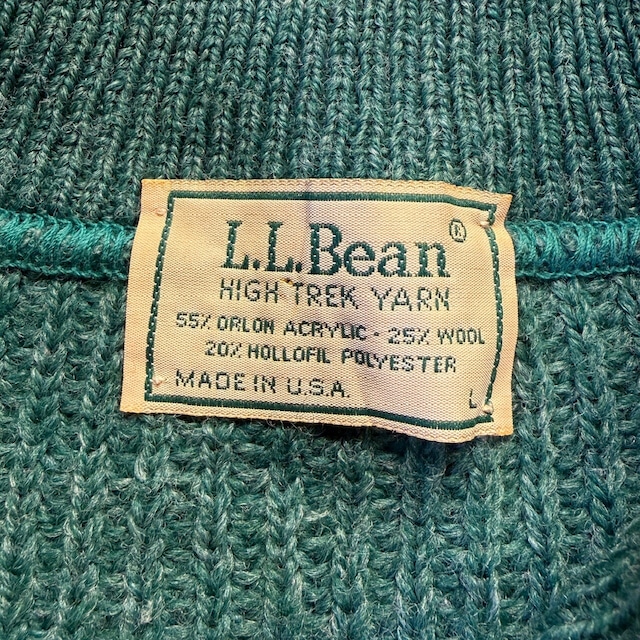 L.L.Bean®
HIGH TREK YARN
55% ORLON ACRYLIC - 25% WOOL
20% HOLLOFIL POLYESTER
MADE IN U.S.A. L